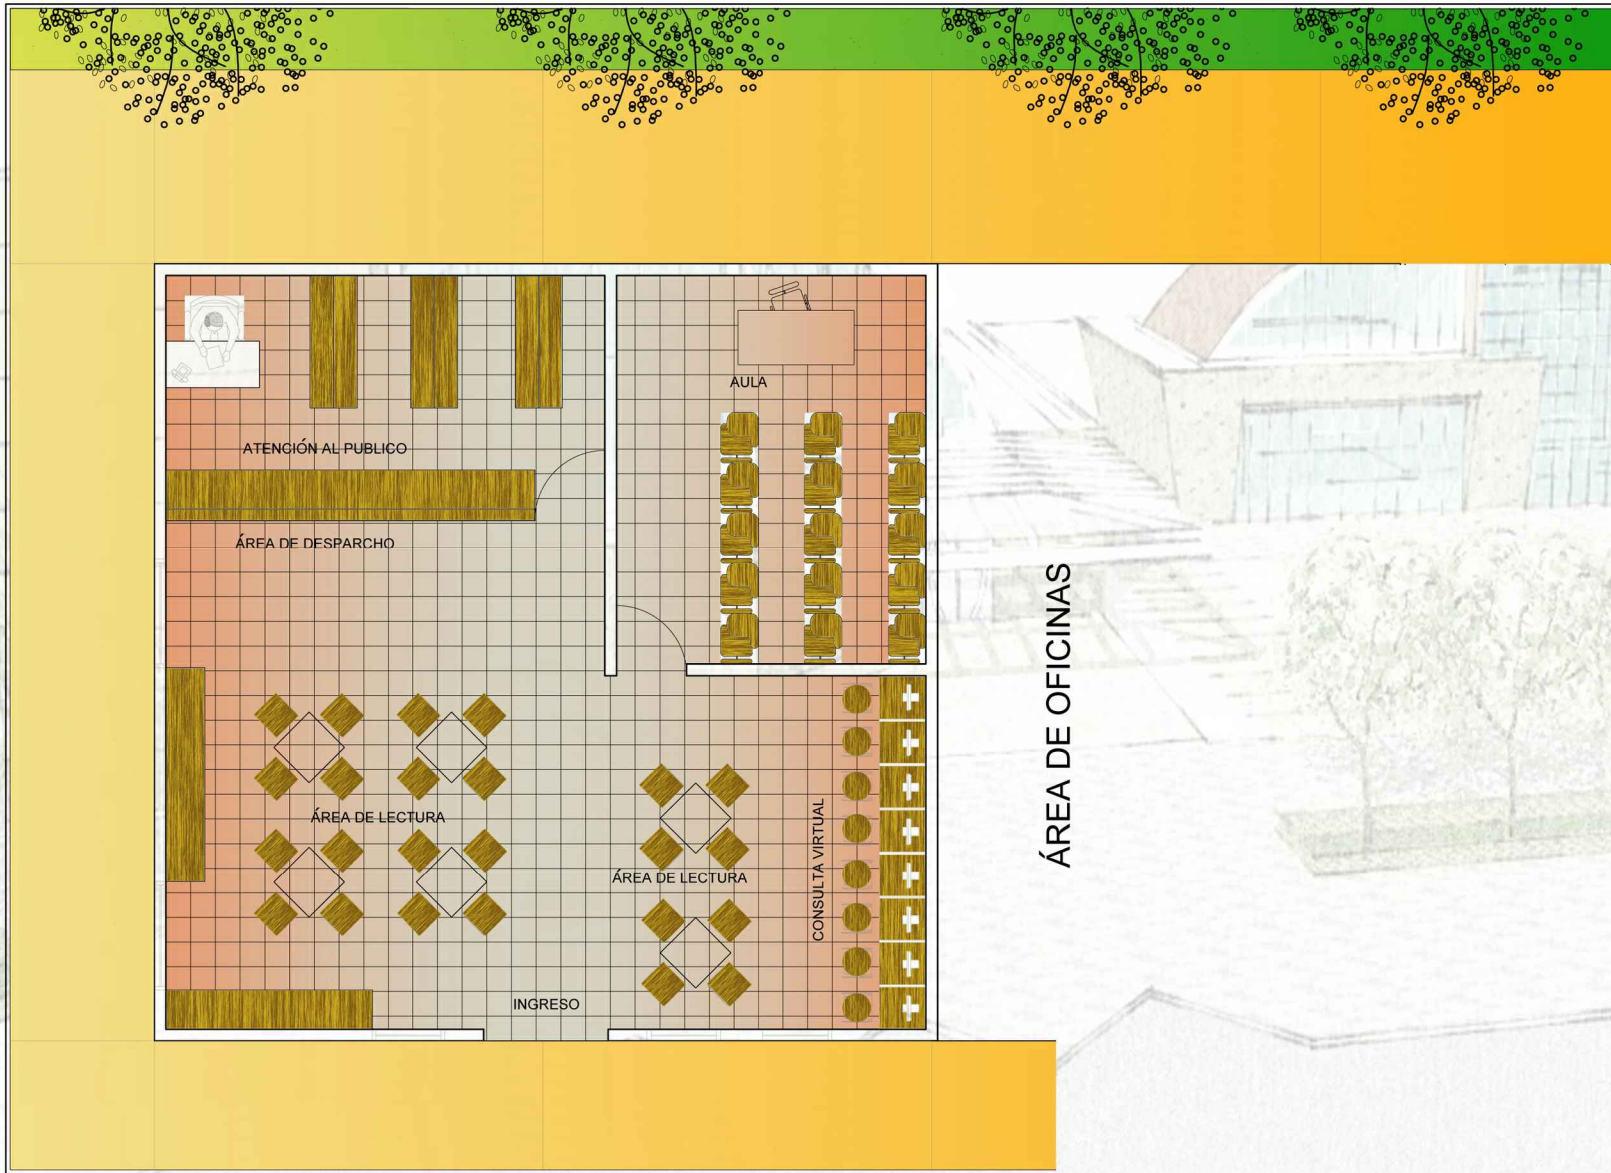 AULA
ATENCIÓN AL PUBLICO
ÁREA DE DESPARCHO
ÁREA DE OFICINAS
ÁREA DE LECTURA
CONSULTA VIRTUAL
ÁREA DE LECTURA
INGRESO